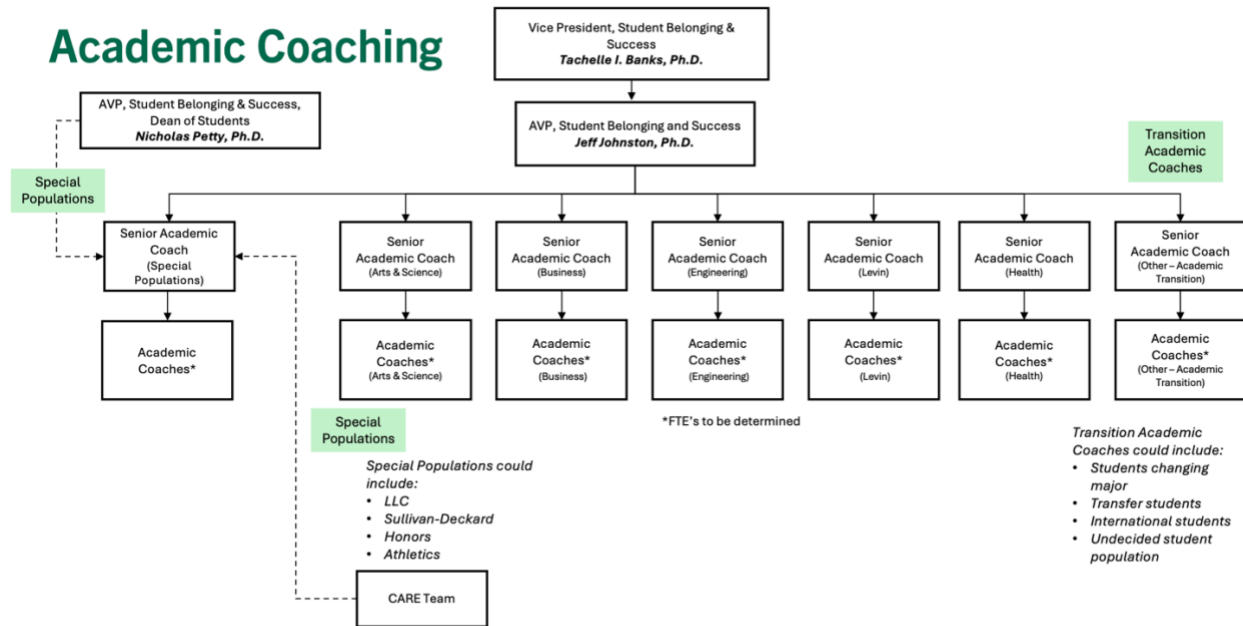 Academic Coaching
Vice President, Student Belonging &
Success
Tachelle I. Banks, Ph.D.
AVP, Student Belonging & Success,
Dean of Students
Nicholas Petty, Ph.D.
AVP, Student Belonging and Success
Jeff Johnston, Ph.D.
Transition
Academic
Coaches
Special
Populations
Senior Academic
Coach
(Special
Populations)
Senior
Academic Coach
(Arts & Science)
Senior
Academic Coach
(Business)
Senior
Academic Coach
(Engineering)
Senior
Academic Coach
(Levin)
Senior
Academic Coach
(Health)
Senior
Academic Coach
(Other – Academic
Transition)
Academic
Coaches*
Academic
Coaches*
(Arts & Science)
Academic
Coaches*
(Business)
Academic
Coaches*
(Engineering)
Academic
Coaches*
(Levin)
Academic
Coaches*
(Health)
Academic
Coaches*
(Other – Academic
Transition)
Special
Populations
*FTE's to be determined
Special Populations could
include:
• LLC
• Sullivan-Deckard
• Honors
• Athletics
Transition Academic
Coaches could include:
• Students changing
major
• Transfer students
• International students
• Undecided student
population
CARE Team